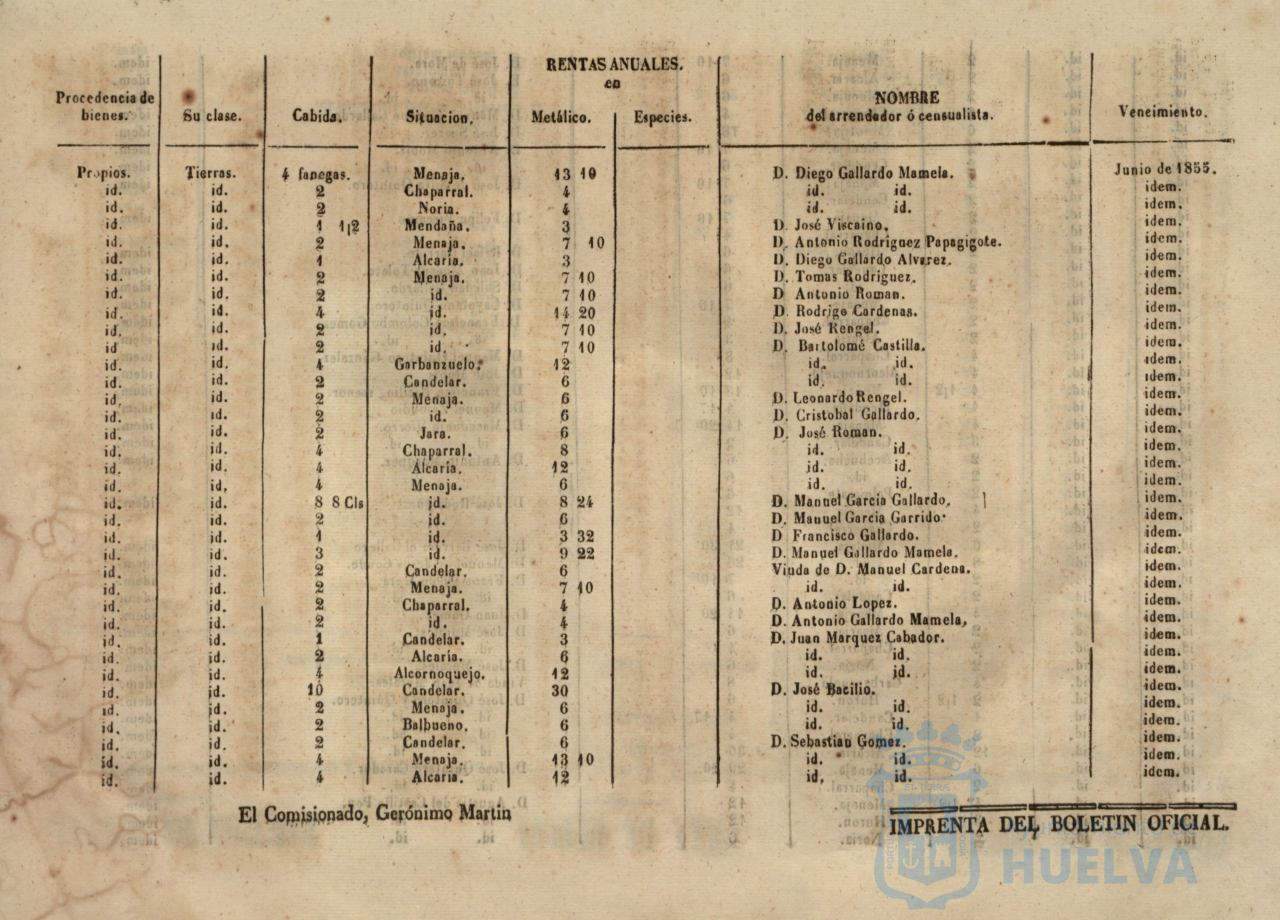 RENTAS ANUALES.
en
Procedencia de bienes. Su clase. Cabida. Situacion. Metálico. Especies. NOMBRE del arrendador ó censualista. Vencimiento.
Propios. Tierras. 4 fanegas. Menaja. 13 10 D. Diego Gallardo Mamela. Junio de 1855.
id. id. 2 Chaparral. 4 id. id. idem.
id. id. 2 Noria. 4 id. id. idem.
id. id. 1 1|2 Mendaña. 3 D. José Viscaino. idem.
id. id. 2 Menaja. 7 10 D. Antonio Rodriguez Papagigote. idem.
id. id. 1 Alcaria. 3 D. Diego Gallardo Alvarez. idem.
id. id. 2 Menaja. 7 10 D. Tomas Rodriguez. idem.
id. id. 2 id. 7 10 D Antonio Roman. idem.
id. id. 4 id. 14 20 D. Rodrigo Cardenas. idem.
id. id. 2 id. 7 10 D. José Rengel. idem.
id id. 2 id. 7 10 D. Bartolomé Castilla. idem.
id. id. 4 Garbanzuelo. 12 id. id. idem.
id. id. 2 Candelar. 6 id. id. idem.
id. id. 2 Menaja. 6 D. Leonardo Rengel. idem.
id. id. 2 id. 6 D. Cristobal Gallardo. idem.
id. id. 2 Jara. 6 D. José Roman. idem.
id. id. 4 Chaparral. 8 id. id. idem.
id. id. 4 Alcaria. 12 id. id. idem.
id. id. 4 Menaja. 6 id. id. idem.
id. id. 8 8 Cls id. 8 24 D. Manuel García Gallardo. idem.
id. id. 2 id. 6 D. Manuel Garcia Garrido. idem.
id. id. 1 id. 3 32 D Francisco Gallardo. idem.
id. id. 3 id. 9 22 D. Manuel Gallardo Mamela. idem.
id. id. 2 Candelar. 6 Viuda de D. Manuel Cardena. idem.
id. id. 2 Menaja. 7 10 id. id. idem.
id. id. 2 Chaparral. 4 D. Antonio Lopez. idem.
id. id. 2 id. 4 D. Antonio Gallardo Mamela, idem.
id. id. 1 Candelar. 3 D. Juan Marquez Cabador. idem.
id. id. 2 Alcaria. 6 id. id. idem.
id. id. 4 Alcornoquejo. 12 id. id. idem.
id. id. 10 Candelar. 30 D. José Bacilio. idem.
id. id. 2 Menaja. 6 id. id. idem.
id. id. 2 Balbueno. 6 id. id. idem.
id. id. 2 Candelar. 6 D. Sebastian Gomez. idem.
id. id. 4 Menaja. 13 10 id. id. idem.
id. id. 4 Alcaria. 12 id. id. idem.
El Comisionado, Gerónimo Martin
IMPRENTA DEL BOLETIN OFICIAL.
HUELVA